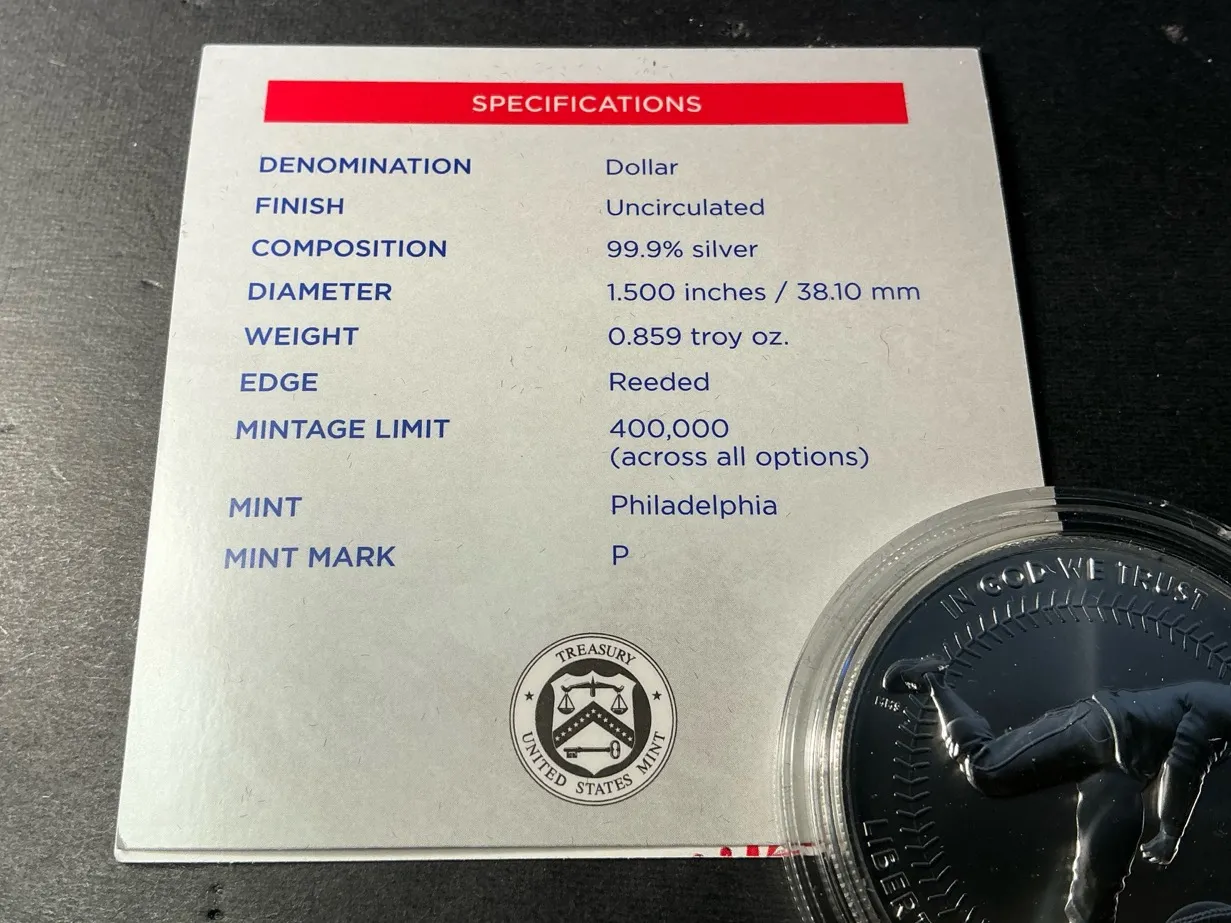 SPECIFICATIONS
DENOMINATION Dollar
FINISH Uncirculated
COMPOSITION 99.9% silver
DIAMETER 1.500 inches / 38.10 mm
WEIGHT 0.859 troy oz.
EDGE Reeded
MINTAGE LIMIT 400,000
(across all options)
MINT Philadelphia
MINT MARK P
TREASURY
UNITED STATES MINT
IN GOD WE TRUST
LIBERT